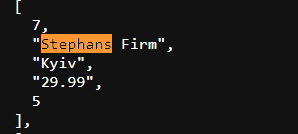 [
7,
"Stephans Firm",
"Kyiv",
"29.99",
5
],